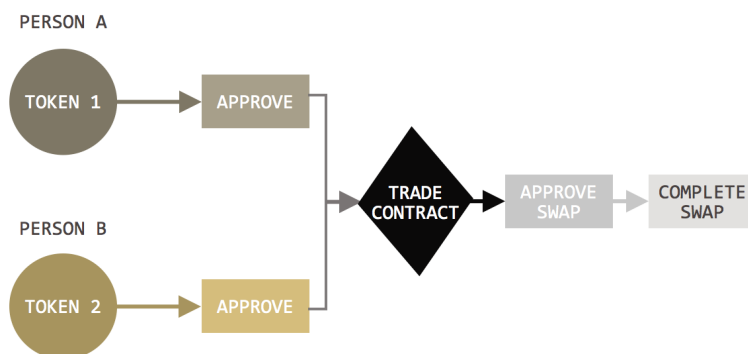 PERSON A
TOKEN 1
APPROVE
TRADE
CONTRACT
APPROVE
SWAP
COMPLETE
SWAP
PERSON B
TOKEN 2
APPROVE